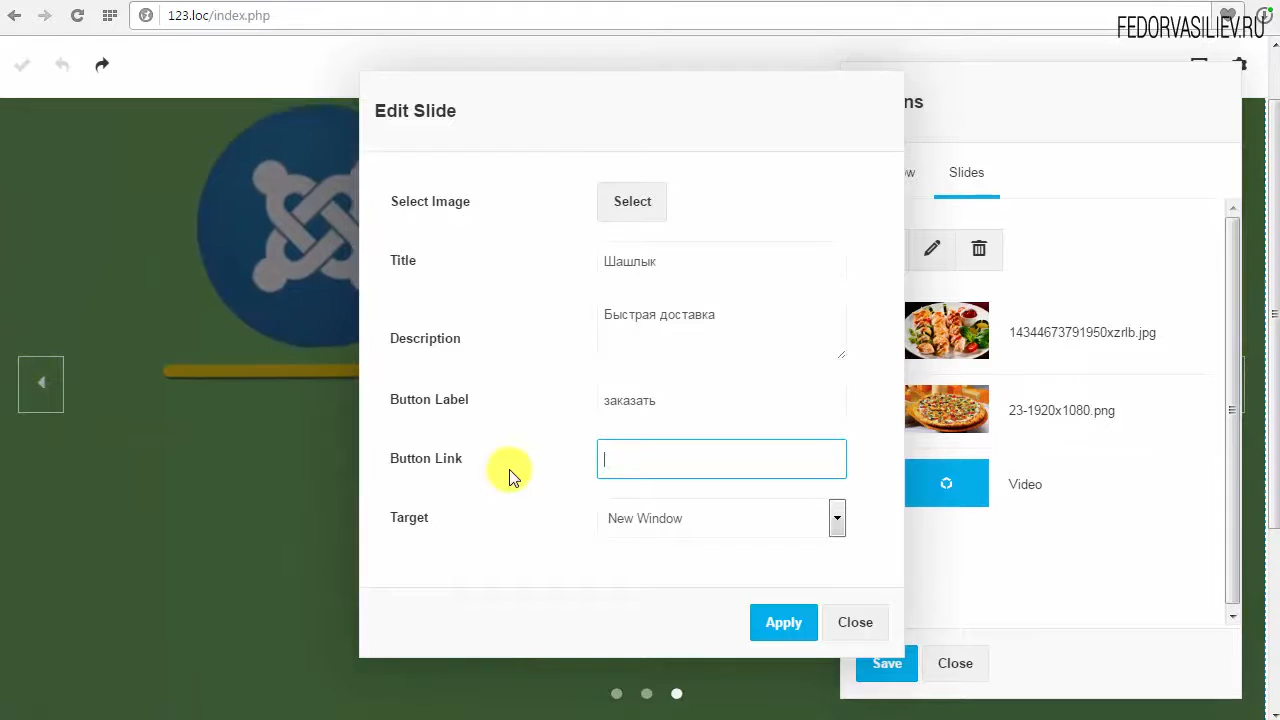 123.loc/index.php
FEDORVASILIEV.RU
Edit Slide
ns
ow
Slides
Select Image
Select
Title
Шашлык
Description
Быстрая доставка
Button Label
заказать
Button Link
Target
New Window
Apply
Close
14344673791950xzrlb.jpg
23-1920x1080.png
Video
Save
Close